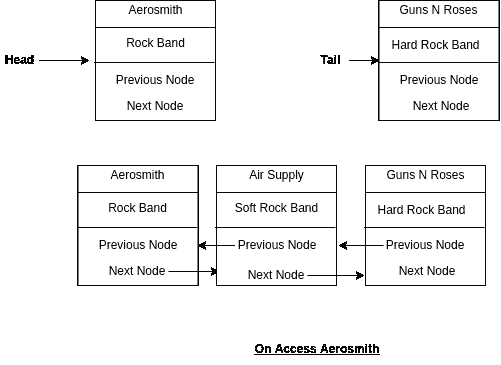 Aerosmith
Rock Band
Head
Previous Node
Next Node
Guns N Roses
Hard Rock Band
Tail
Previous Node
Next Node
Aerosmith
Rock Band
Previous Node
Next Node
Air Supply
Soft Rock Band
Previous Node
Next Node
Guns N Roses
Hard Rock Band
Previous Node
Next Node
On Access Aerosmith